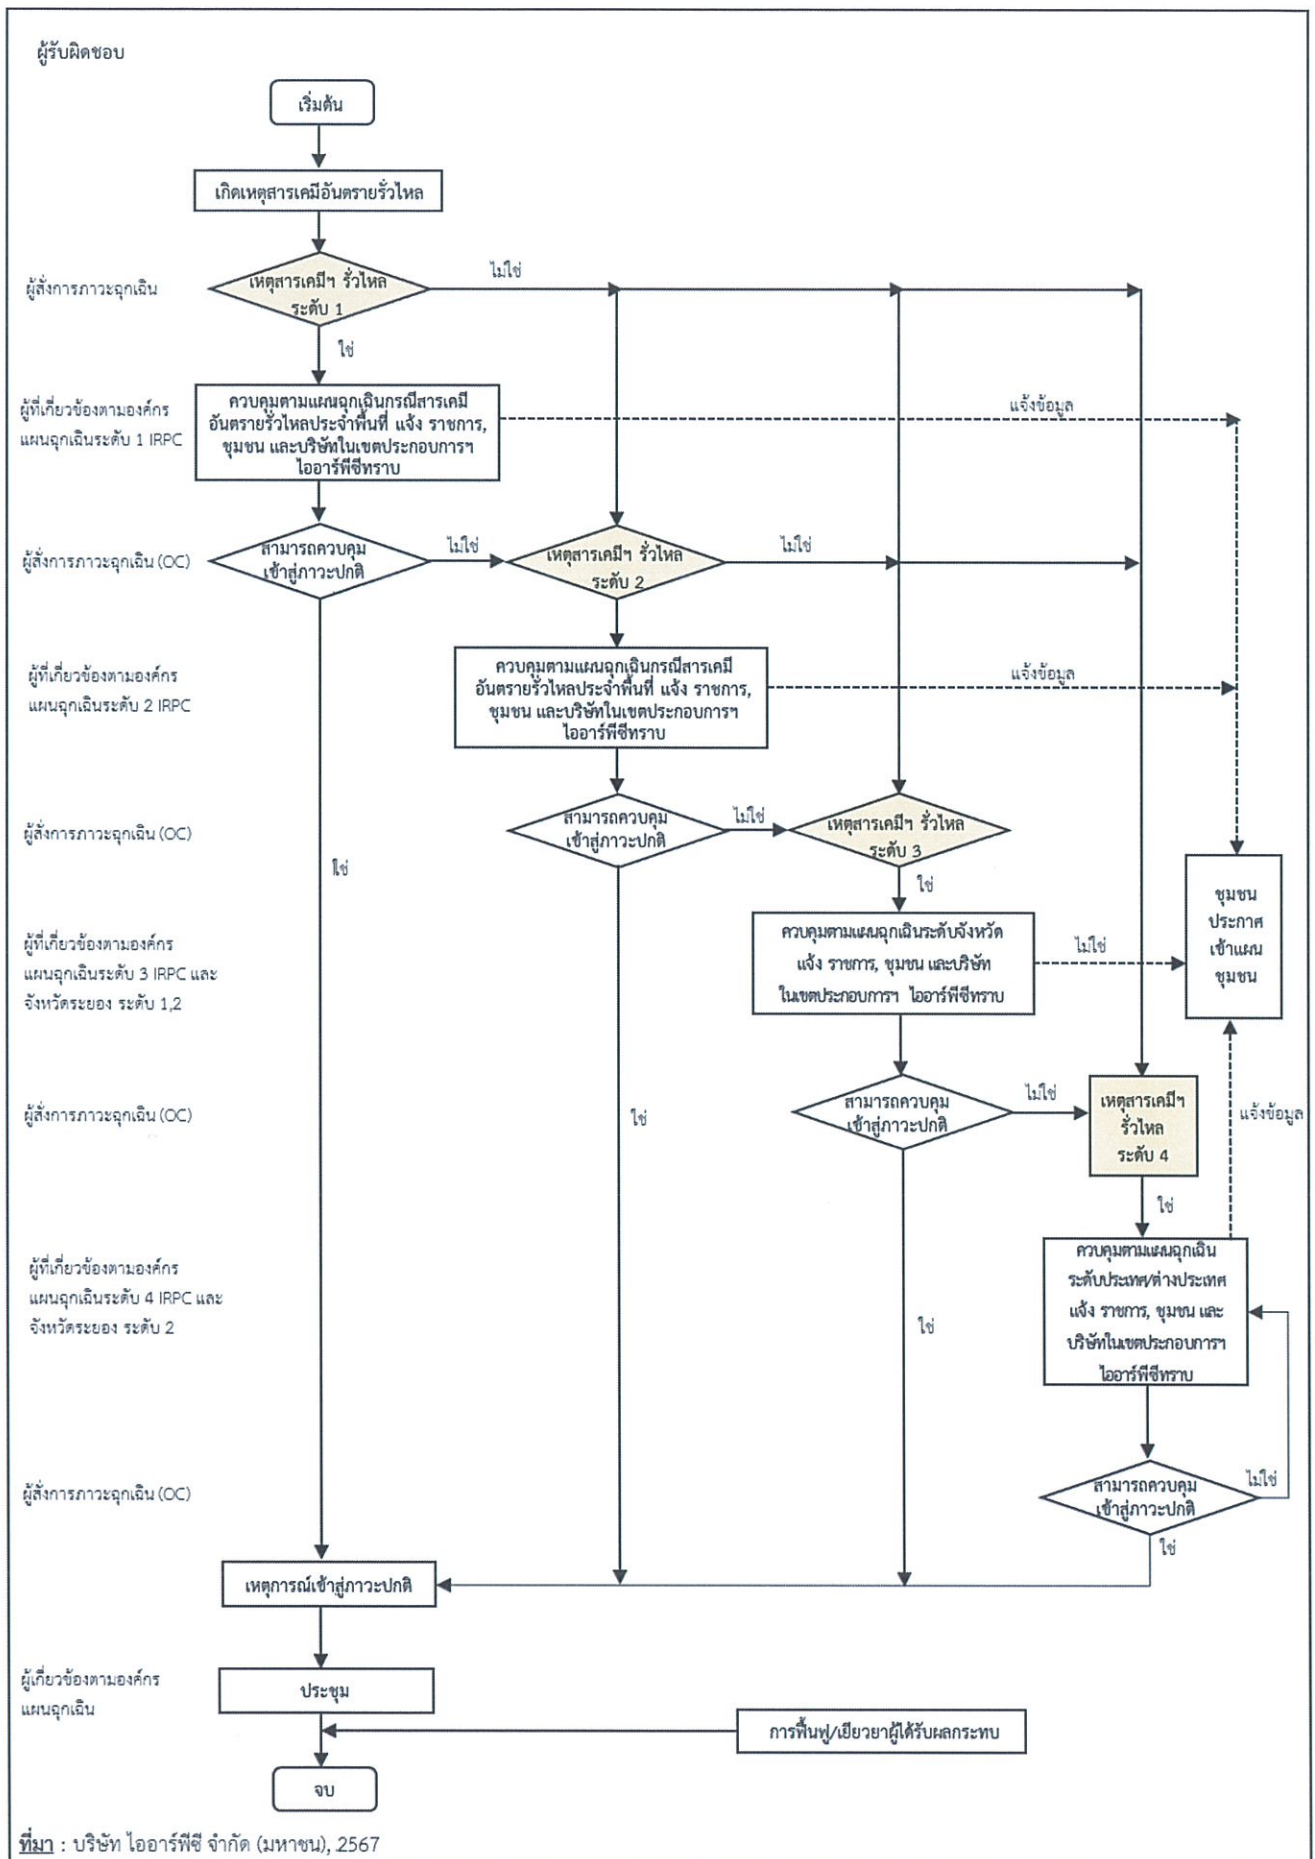 ผู้รับผิดชอบ
เริ่มต้น
เกิดเหตุสารเคมีอันตรายรั่วไหล
ผู้สั่งการภาวะฉุกเฉิน
เหตุสารเคมีฯ รั่วไหล
ระดับ 1
ไม่ใช่
ใช่
ผู้ที่เกี่ยวข้องตามองค์กร
แผนฉุกเฉินระดับ 1 IRPC
ควบคุมตามแผนฉุกเฉินกรณีสารเคมี
อันตรายรั่วไหลประจำพื้นที่ แจ้ง ราชการ,
ชุมชน และบริษัทในเขตประกอบการฯ
ไออาร์พีซีทราบ
แจ้งข้อมูล
ผู้สั่งการภาวะฉุกเฉิน (OC)
สามารถควบคุม
เข้าสู่ภาวะปกติ
ไม่ใช่
เหตุสารเคมีฯ รั่วไหล
ระดับ 2
ไม่ใช่
ผู้ที่เกี่ยวข้องตามองค์กร
แผนฉุกเฉินระดับ 2 IRPC
ควบคุมตามแผนฉุกเฉินกรณีสารเคมี
อันตรายรั่วไหลประจำพื้นที่ แจ้ง ราชการ,
ชุมชน และบริษัทในเขตประกอบการฯ
ไออาร์พีซีทราบ
แจ้งข้อมูล
ผู้สั่งการภาวะฉุกเฉิน (OC)
ใช่
สามารถควบคุม
เข้าสู่ภาวะปกติ
ไม่ใช่
เหตุสารเคมีฯ รั่วไหล
ระดับ 3
ใช่
ชุมชน
ประกาศ
เข้าแผน
ชุมชน
ผู้ที่เกี่ยวข้องตามองค์กร
แผนฉุกเฉินระดับ 3 IRPC และ
จังหวัดระยอง ระดับ 1,2
ควบคุมตามแผนฉุกเฉินระดับจังหวัด
แจ้ง ราชการ, ชุมชน และบริษัท
ในเขตประกอบการฯ ไออาร์พีซีทราบ
ไม่ใช่
ผู้สั่งการภาวะฉุกเฉิน (OC)
ใช่
สามารถควบคุม
เข้าสู่ภาวะปกติ
ไม่ใช่
เหตุสารเคมีฯ
รั่วไหล
ระดับ 4
แจ้งข้อมูล
ใช่
ผู้ที่เกี่ยวข้องตามองค์กร
แผนฉุกเฉินระดับ 4 IRPC และ
จังหวัดระยอง ระดับ 2
ใช่
ควบคุมตามแผนฉุกเฉิน
ระดับประเทศ/ต่างประเทศ
แจ้ง ราชการ, ชุมชน และ
บริษัทในเขตประกอบการฯ
ไออาร์พีซีทราบ
ผู้สั่งการภาวะฉุกเฉิน (OC)
สามารถควบคุม
เข้าสู่ภาวะปกติ
ไม่ใช่
ใช่
เหตุการณ์เข้าสู่ภาวะปกติ
ผู้เกี่ยวข้องตามองค์กร
แผนฉุกเฉิน
ประชุม
การฟื้นฟู/เยียวยาผู้ได้รับผลกระทบ
จบ
ที่มา : บริษัท ไออาร์พีซี จำกัด (มหาชน), 2567